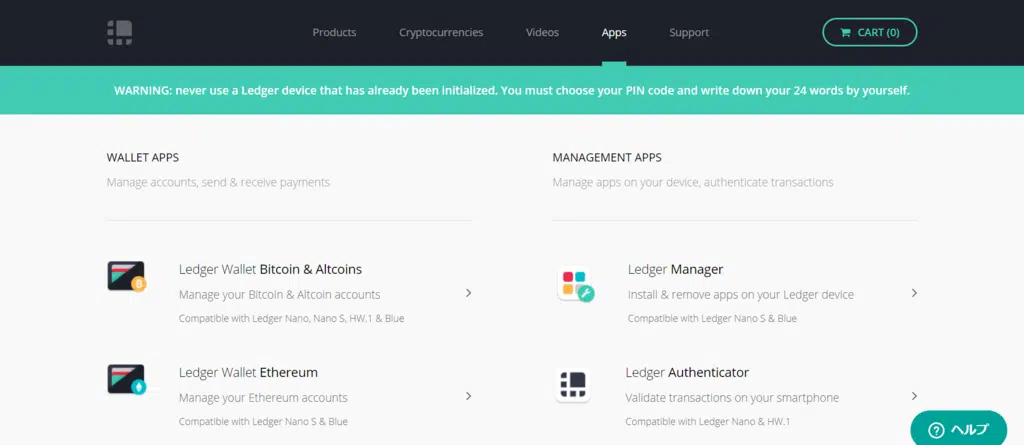 Products Cryptocurrencies Videos Apps Support CART (0)
WARNING: never use a Ledger device that has already been initialized. You must choose your PIN code and write down your 24 words by yourself.
WALLET APPS
Manage accounts, send & receive payments
MANAGEMENT APPS
Manage apps on your device, authenticate transactions
Ledger Wallet Bitcoin & Altcoins
Manage your Bitcoin & Altcoin accounts
Compatible with Ledger Nano, Nano S, HW.1 & Blue
Ledger Manager
Install & remove apps on your Ledger device
Compatible with Ledger Nano S & Blue
Ledger Wallet Ethereum
Manage your Ethereum accounts
Compatible with Ledger Nano S & Blue
Ledger Authenticator
Validate transactions on your smartphone
Compatible with Ledger Nano & HW.1
ヘルプ